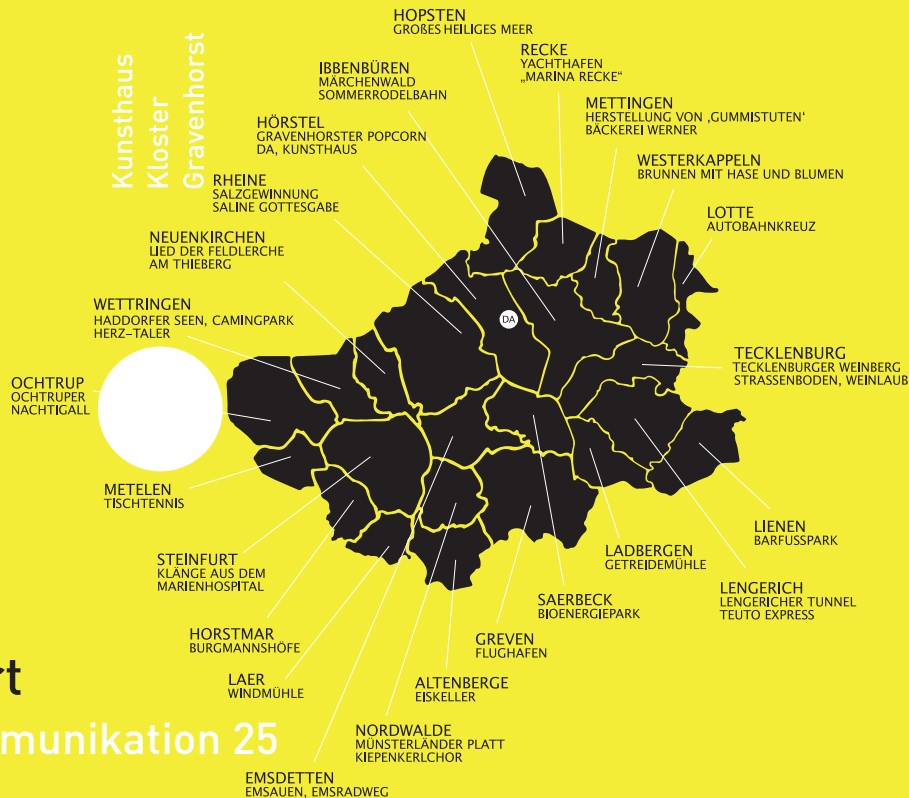 Kunsthaus
Kloster
Gravenhorst
HOPSTEN
GROßES HEILIGES MEER
RECKE
YACHTHAFEN
„MARINA RECKE“
IBBENBÜREN
MÄRCHENWALD
SOMMERRODELBAHN
METTINGEN
HERSTELLUNG VON ‚GUMMISTUTEN‘
BÄCKEREI WERNER
HÖRSTEL
GRAVENHORSTER POPCORN
DA, KUNSTHAUS
WESTERKAPPELN
BRUNNEN MIT HASE UND BLUMEN
RHEINE
SALZGEWINNUNG
SALINE GOTTESGABE
LOTTE
AUTOBAHNKREUZ
NEUENKIRCHEN
LIED DER FELDLERCHE
AM THIEBERG
WETTRINGEN
HADDORFER SEEN, CAMINGPARK
HERZ-TALER
DA
TECKLENBURG
TECKLENBURGER WEINBERG
STRASSENBODEN, WEINLAUB
OCHTRUP
OCHTRUPER
NACHTIGALL
METELEN
TISCHTENNIS
LIENEN
BARFUSSPARK
STEINFURT
KLÄNGE AUS DEM
MARIENHOSPITAL
LADBERGEN
GETREIDEMÜHLE
LENGERICH
LENGERICHER TUNNEL
TEUTO EXPRESS
SAERBECK
BIOENERGIEPARK
HORSTMAR
BURGMANNSHÖFE
GREVEN
FLUGHAFEN
LAER
WINDMÜHLE
ALTENBERGE
EISKELLER
NORDWALDE
MÜNSTERLÄNDER PLATT
KIEPENKERLCHOR
EMSDETTEN
EMSAUEN, EMSRADWEG
rt
munikation 25